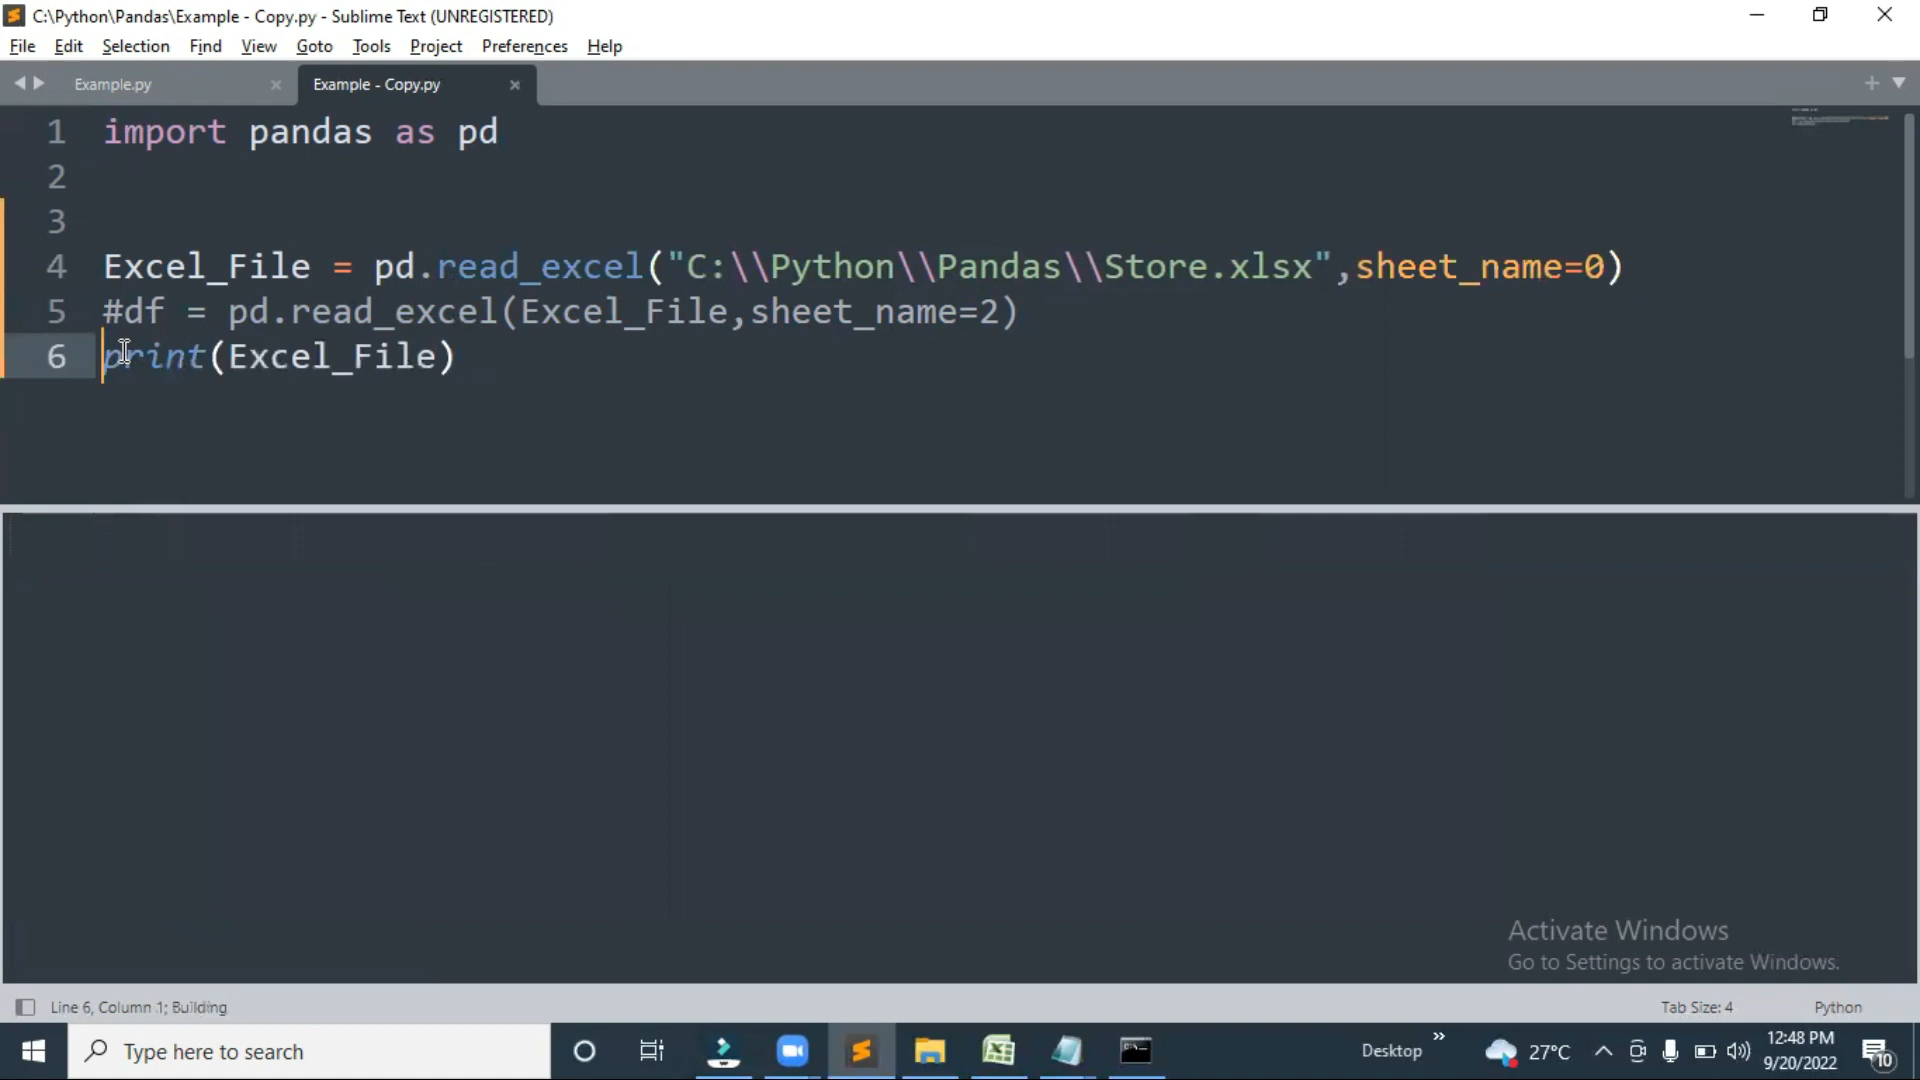 C:\Python\Pandas\Example - Copy.py - Sublime Text (UNREGISTERED)
File Edit Selection Find View Goto Tools Project Preferences Help
Example.py Example - Copy.py
1 import pandas as pd
2
3
4 Excel_File = pd.read_excel("C:\\Python\\Pandas\\Store.xlsx",sheet_name=0)
5 #df = pd.read_excel(Excel_File,sheet_name=2)
6 print(Excel_File)
Activate Windows
Go to Settings to activate Windows.
Line 6, Column 1; Building Tab Size: 4 Python
Type here to search Desktop 27°C 12:48 PM 10
9/20/2022